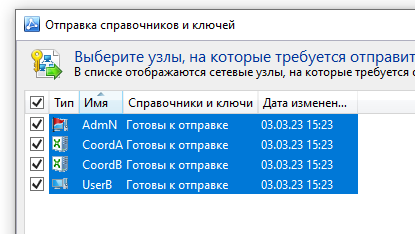 Отправка справочников и ключей
Выберите узлы, на которые требуется отправит
В списке отображаются сетевые узлы, на которые требуется о
Тип Имя Справочники и ключи Дата изменен...
AdmN Готовы к отправке 03.03.23 15:23
CoordA Готовы к отправке 03.03.23 15:23
CoordB Готовы к отправке 03.03.23 15:23
UserB Готовы к отправке 03.03.23 15:23